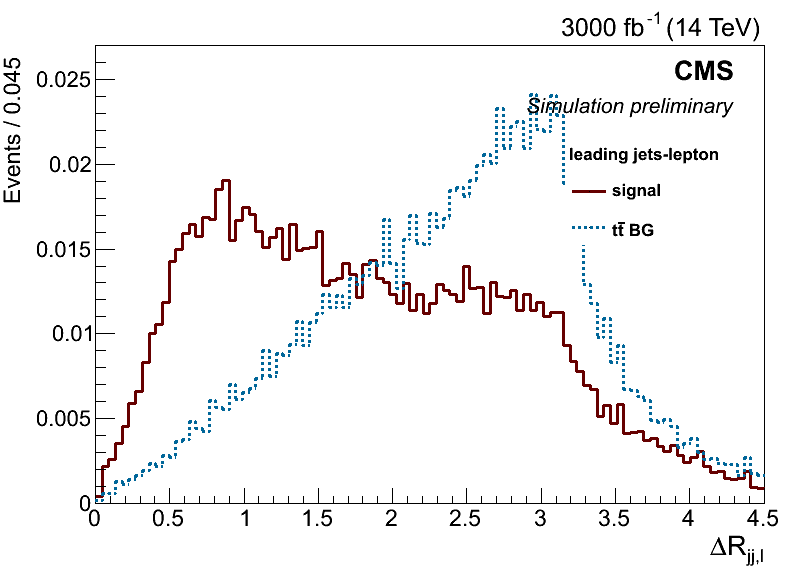 3000 fb⁻¹ (14 TeV)
CMS
Simulation preliminary
leading jets-lepton
signal
tt̄ BG
Events / 0.045
0.025
0.02
0.015
0.01
0.005
0
0 0.5 1 1.5 2 2.5 3 3.5 4 4.5
ΔR_jj,l